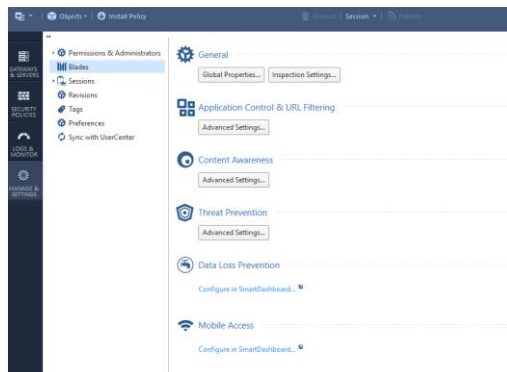 Objects
Install Policy
Discard
Session
Publish
GATEWAYS
& SERVERS
SECURITY
POLICIES
LOGS &
MONITOR
MANAGE &
SETTINGS
Permissions & Administrators
Blades
Sessions
Revisions
Tags
Preferences
Sync with UserCenter
General
Global Properties...
Inspection Settings...
Application Control & URL Filtering
Advanced Settings...
Content Awareness
Advanced Settings...
Threat Prevention
Advanced Settings...
Data Loss Prevention
Configure in SmartDashboard...
Mobile Access
Configure in SmartDashboard...